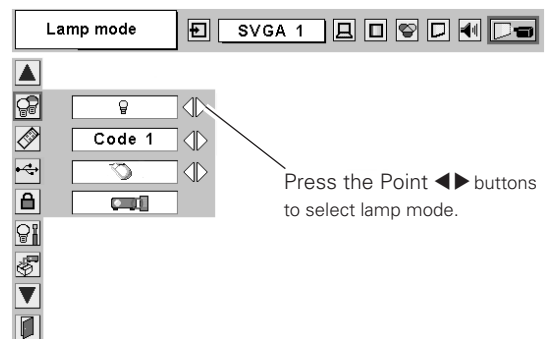 Lamp mode
SVGA 1
Code 1
Press the Point ◀▶ buttons
to select lamp mode.